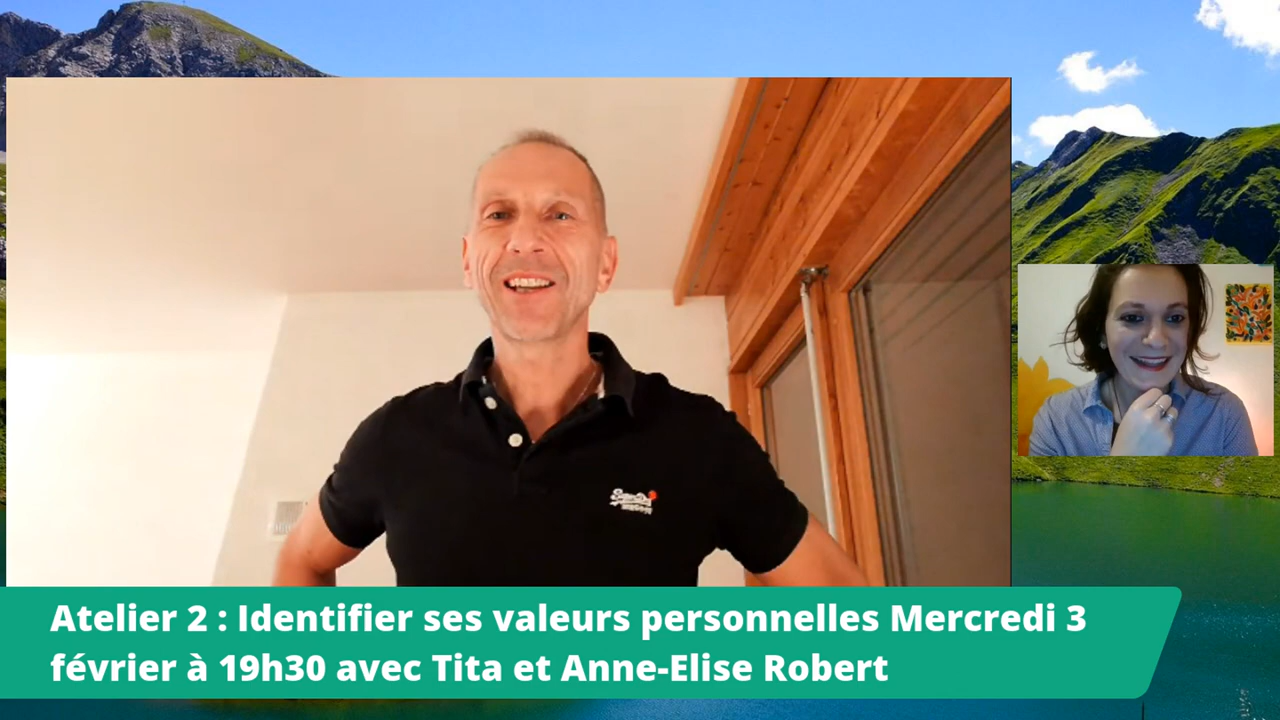 Atelier 2 : Identifier ses valeurs personnelles Mercredi 3
février à 19h30 avec Tita et Anne-Elise Robert